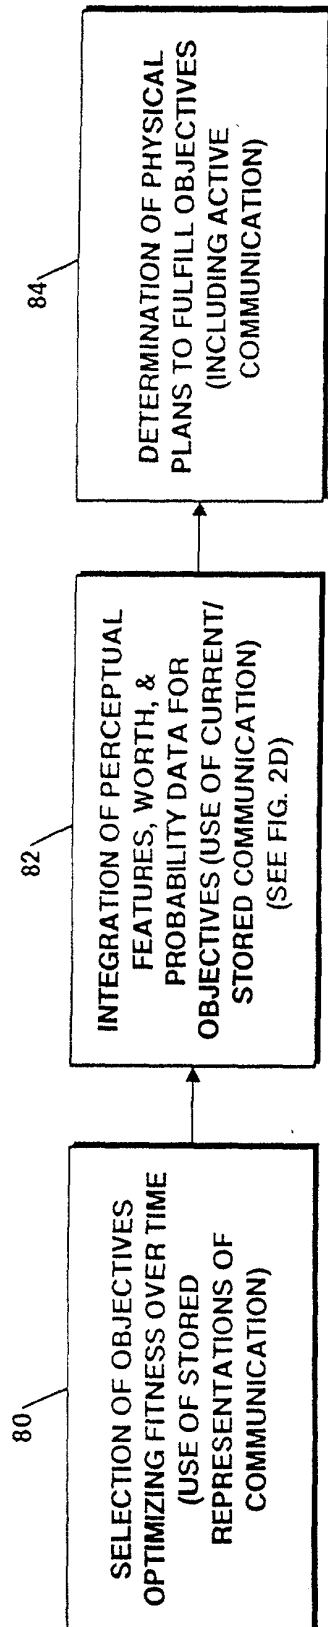 80
SELECTION OF OBJECTIVES
OPTIMIZING FITNESS OVER TIME
(USE OF STORED
REPRESENTATIONS OF
COMMUNICATION)
82
INTEGRATION OF PERCEPTUAL
FEATURES, WORTH, &
PROBABILITY DATA FOR
OBJECTIVES (USE OF CURRENT/
STORED COMMUNICATION)
(SEE FIG. 2D)
84
DETERMINATION OF PHYSICAL
PLANS TO FULFILL OBJECTIVES
(INCLUDING ACTIVE
COMMUNICATION)